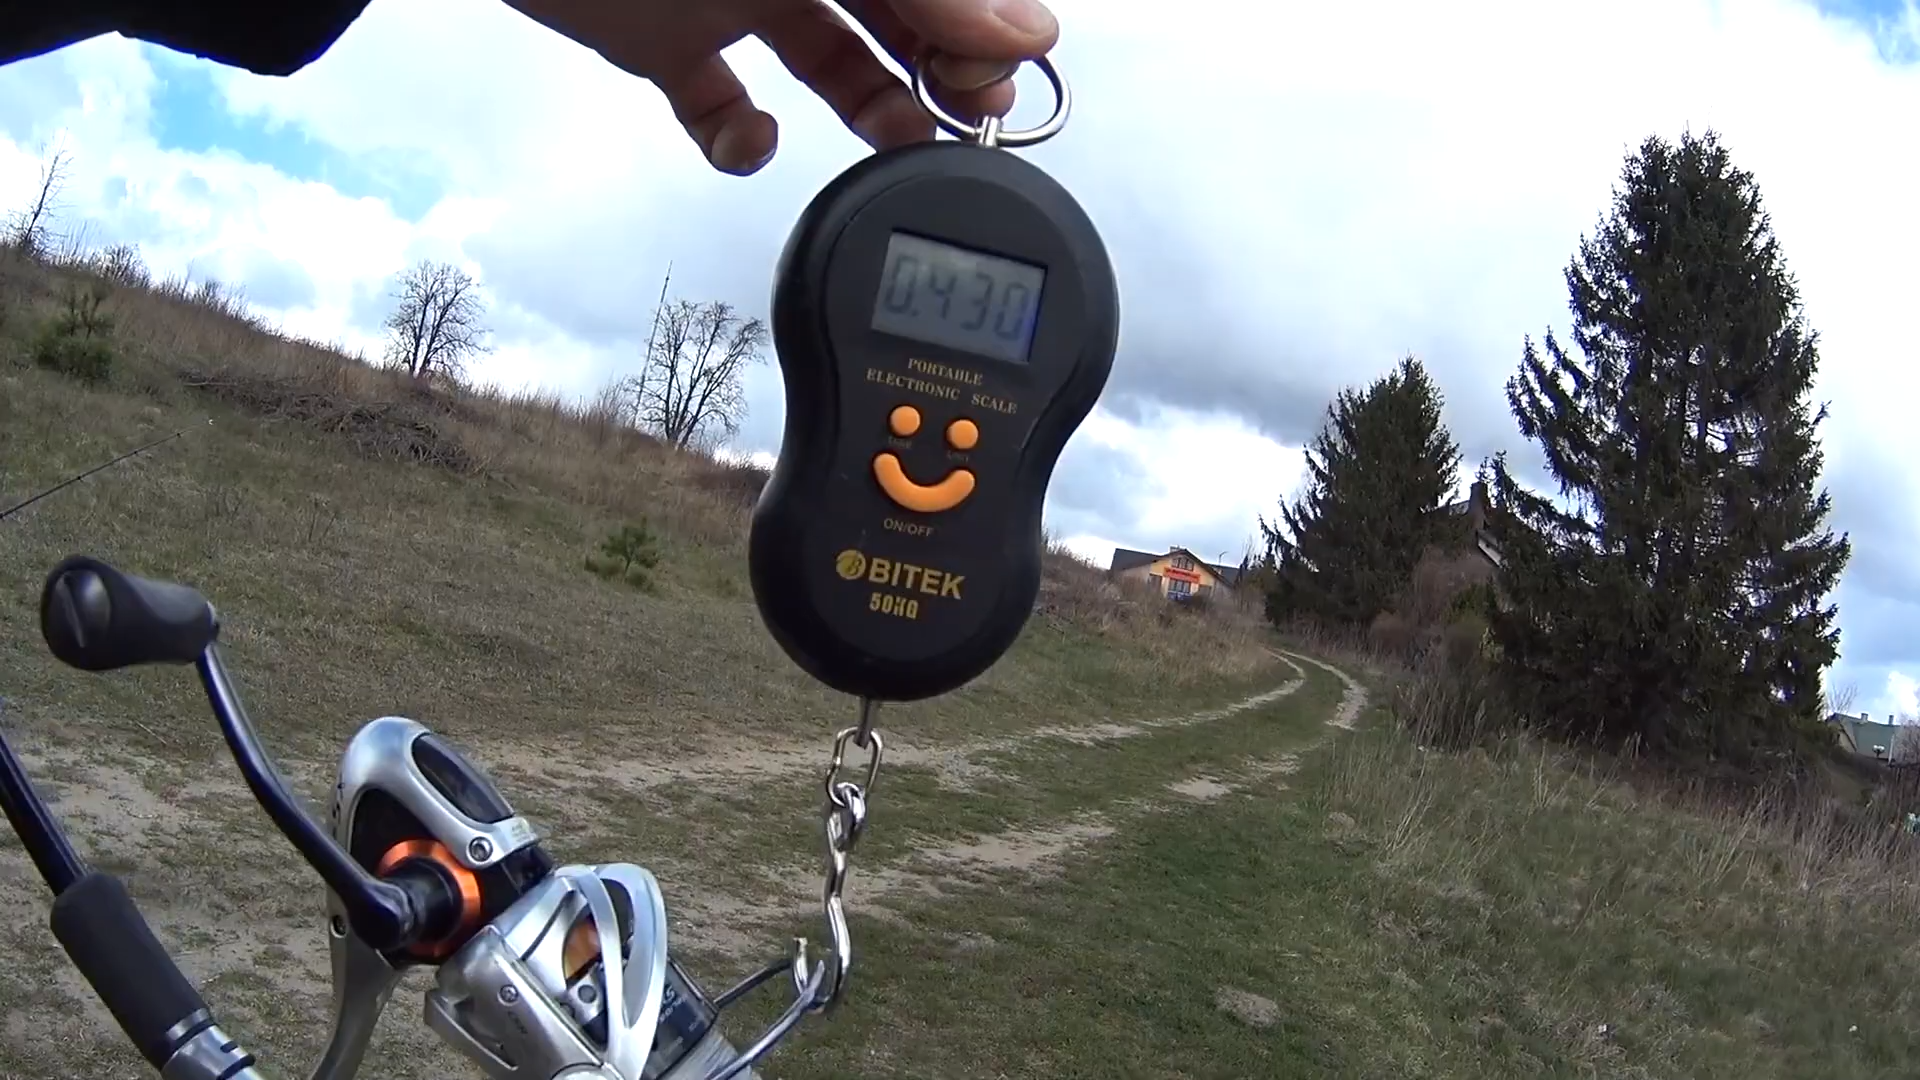 0.430
PORTABLE
ELECTRONIC SCALE
ON/OFF
BITEK
50KG